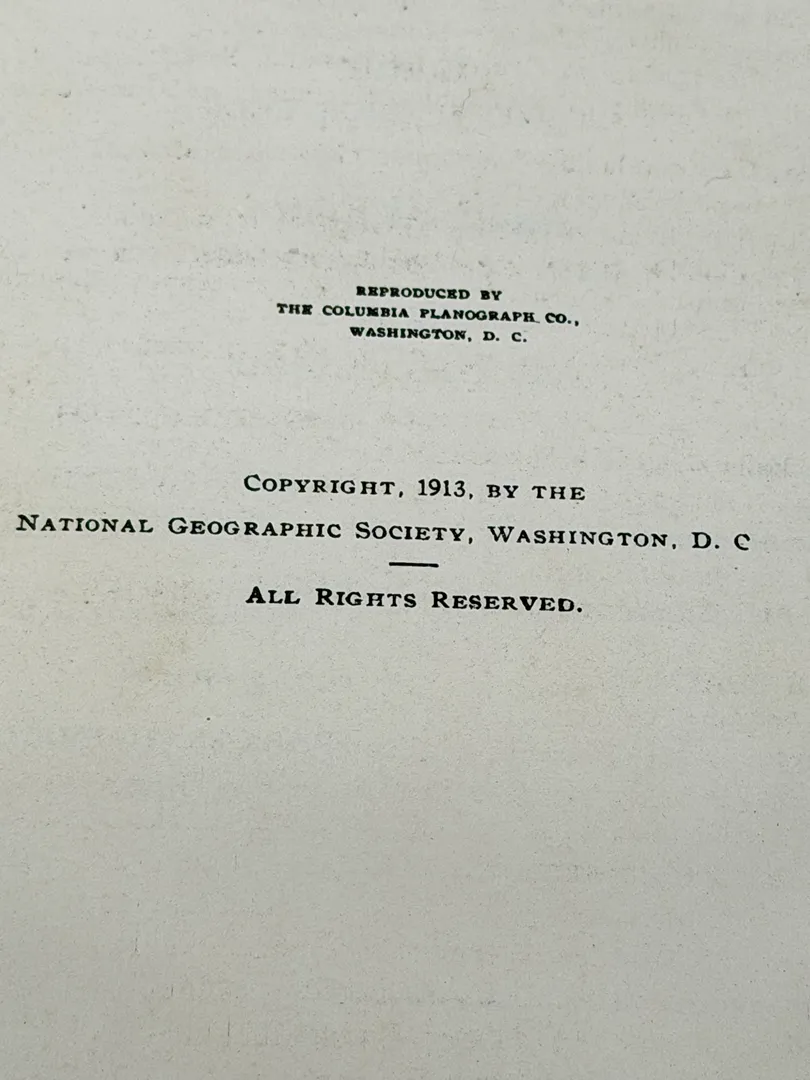 REPRODUCED BY
THE COLUMBIA PLANOGRAPH CO.,
WASHINGTON, D. C.
COPYRIGHT, 1913, BY THE
NATIONAL GEOGRAPHIC SOCIETY, WASHINGTON, D. C
ALL RIGHTS RESERVED.